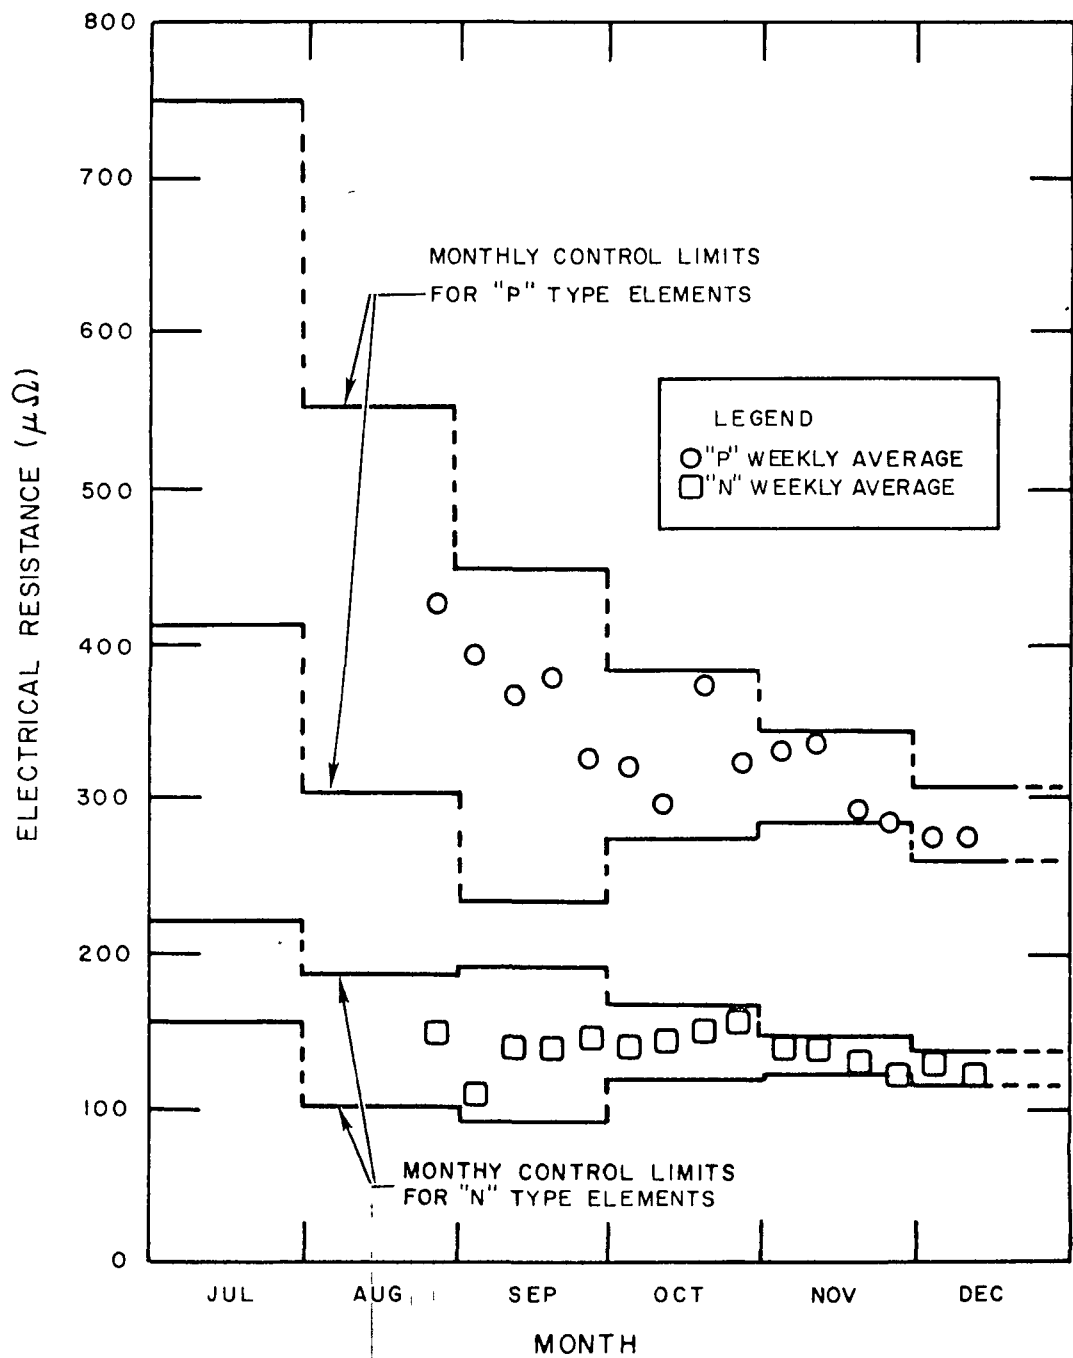 800
700
600
500
400
300
200
100
0
ELECTRICAL RESISTANCE (μΩ)
MONTHLY CONTROL LIMITS
FOR "P" TYPE ELEMENTS
LEGEND
"P" WEEKLY AVERAGE
"N" WEEKLY AVERAGE
MONTHY CONTROL LIMITS
FOR "N" TYPE ELEMENTS
JUL AUG SEP OCT NOV DEC
MONTH